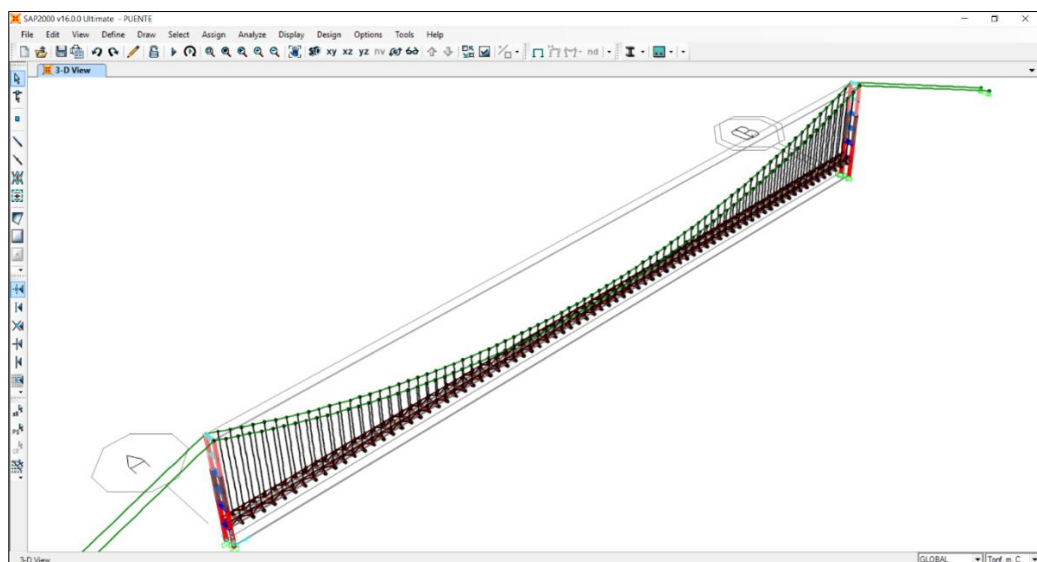 SAP2000 v16.0.0 Ultimate - PUENTE
File Edit View Define Draw Select Assign Analyze Display Design Options Tools Help
xy xz yz nv nd
3-D View
B
A
3-D View
GLOBAL Tonf, m, C